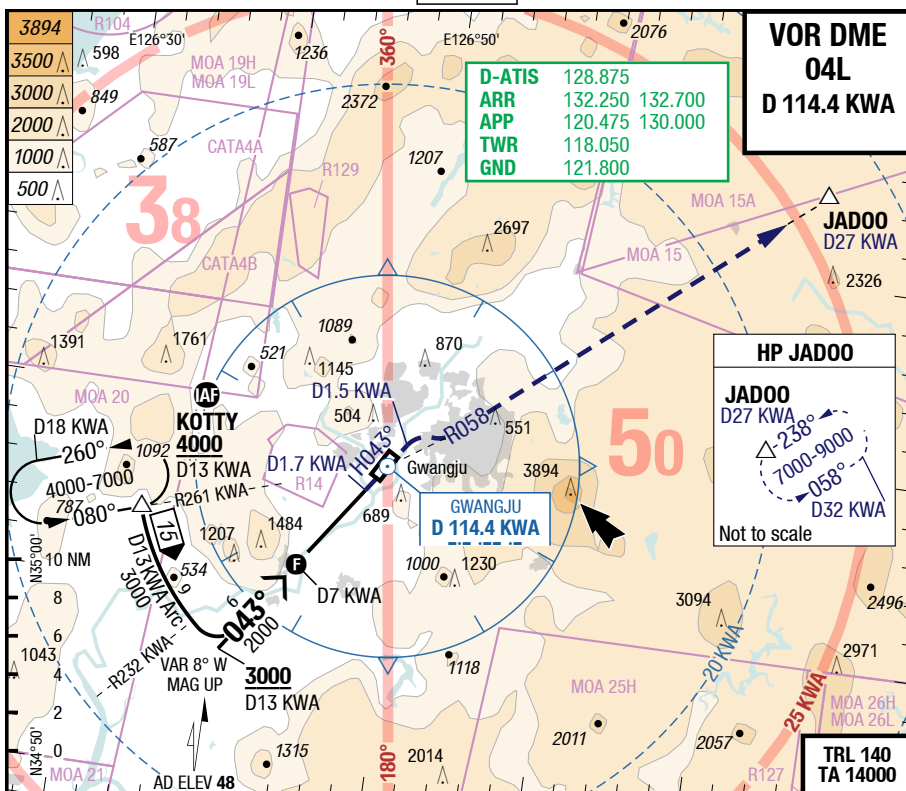 3894
3500
3000
2000
1000
500
R104
E126°30'
598
849
587
MOA 19H
MOA 19L
CATA4A
1236
360°
2372
E126°50'
2076
D-ATIS 128.875
ARR 132.250 132.700
APP 120.475 130.000
TWR 118.050
GND 121.800
VOR DME
04L
D 114.4 KWA
38
R129
1207
MOA 15A
JADOO
D27 KWA
2697
MOA 15
2326
CATA4B
1391
1761
521
1089
1145
870
D1.5 KWA
504
R058
551
50
HP JADOO
JADOO
D27 KWA
238°
7000-9000
058°
D32 KWA
Not to scale
MOA 20
IAF
KOTTY
4000
D13 KWA
D18 KWA
260°
1092
4000-7000
787
080°
R261 KWA
D1.7 KWA
R14
H043°
Gwangju
689
GWANGJU
D 114.4 KWA
3894
15
1207
1484
N35°00'
10 NM
8
6
4
2
0
N34°50'
534
D13 KWA Arc
3000
9
F
D7 KWA
6
043°
2000
1000
1230
3094
2496
1043
R232 KWA
VAR 8° W
MAG UP
3000
D13 KWA
1118
20 KWA
2971
MOA 25H
25 KWA
MOA 26H
MOA 26L
2011
2057
MOA 21
1315
180°
2014
AD ELEV 48
R127
TRL 140
TA 14000